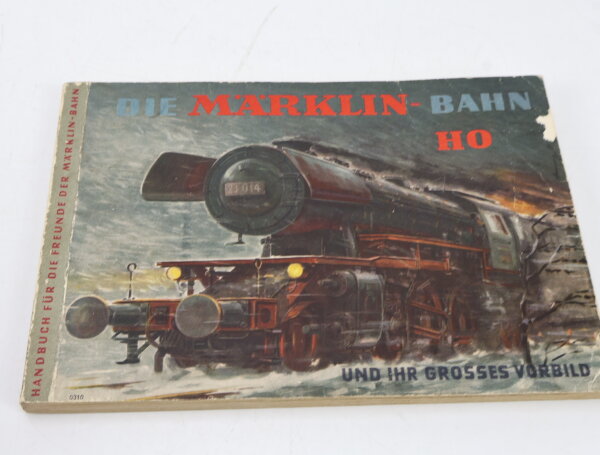 DIE MÄRKLIN-BAHN
HO
23 014
UND IHR GROSSES VORBILD
HANDBUCH FÜR DIE FREUNDE DER MÄRKLIN-BAHN
0310